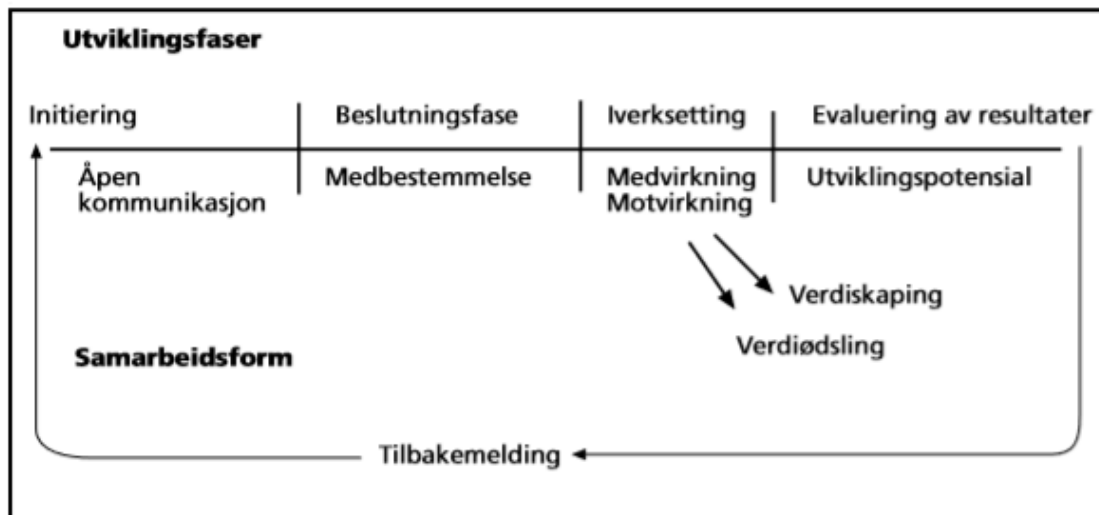 Utviklingsfaser
Initiering
Beslutningsfase
Iverksetting
Evaluering av resultater
Åpen
kommunikasjon
Medbestemmelse
Medvirkning
Motvirkning
Utviklingspotensial
Verdiskaping
Verdiødsling
Samarbeidsform
Tilbakemelding